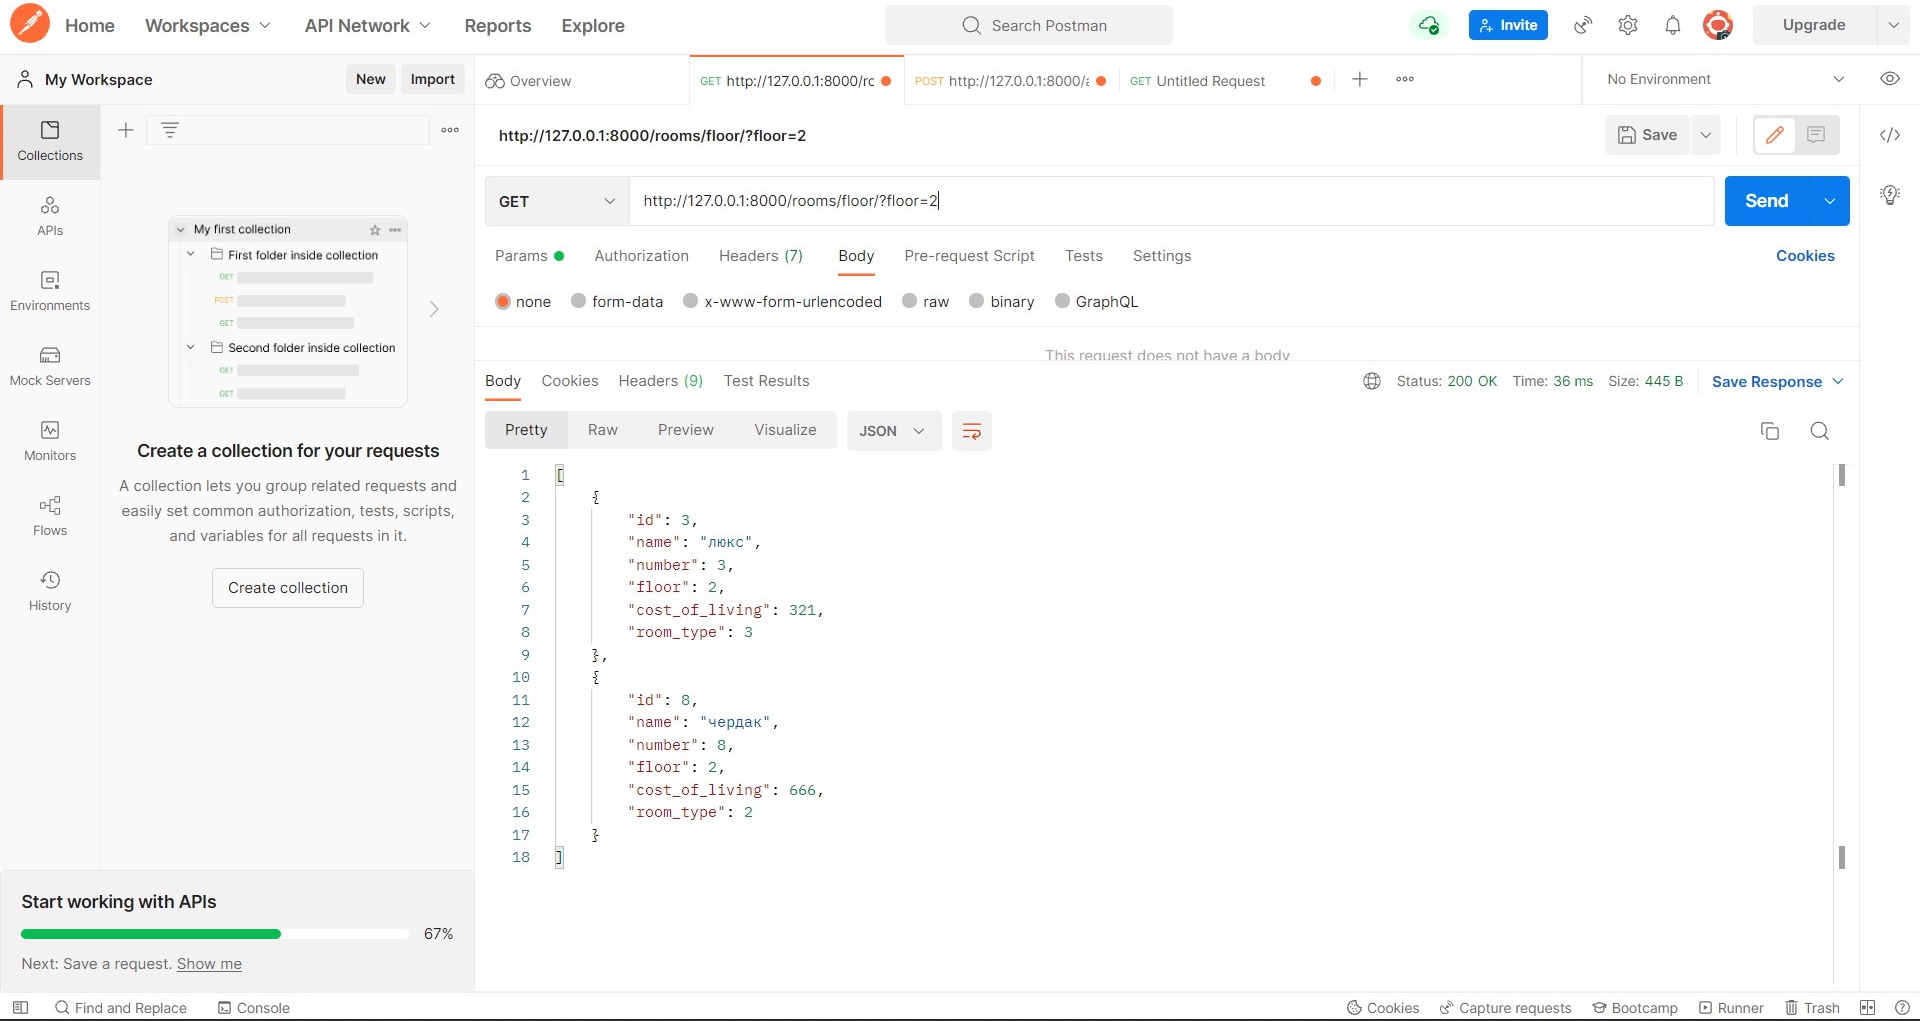 Home Workspaces API Network Reports Explore Search Postman Invite Upgrade
My Workspace New Import Overview GET http://127.0.0.1:8000/ro POST http://127.0.0.1:8000/a GET Untitled Request No Environment
Collections
APIs
Environments
Mock Servers
Monitors
Flows
History
My first collection
First folder inside collection
GET
POST
GET
Second folder inside collection
GET
GET
Create a collection for your requests
A collection lets you group related requests and
easily set common authorization, tests, scripts,
and variables for all requests in it.
Create collection
Start working with APIs
67%
Next: Save a request. Show me
http://127.0.0.1:8000/rooms/floor/?floor=2 Save
GET http://127.0.0.1:8000/rooms/floor/?floor=2 Send
Params Authorization Headers (7) Body Pre-request Script Tests Settings Cookies
none form-data x-www-form-urlencoded raw binary GraphQL
This request does not have a body
Body Cookies Headers (9) Test Results Status: 200 OK Time: 36 ms Size: 445 B Save Response
Pretty Raw Preview Visualize JSON
1 [
2 {
3 "id": 3,
4 "name": "люкс",
5 "number": 3,
6 "floor": 2,
7 "cost_of_living": 321,
8 "room_type": 3
9 },
10 {
11 "id": 8,
12 "name": "чердак",
13 "number": 8,
14 "floor": 2,
15 "cost_of_living": 666,
16 "room_type": 2
17 }
18 ]
Find and Replace Console Cookies Capture requests Bootcamp Runner Trash